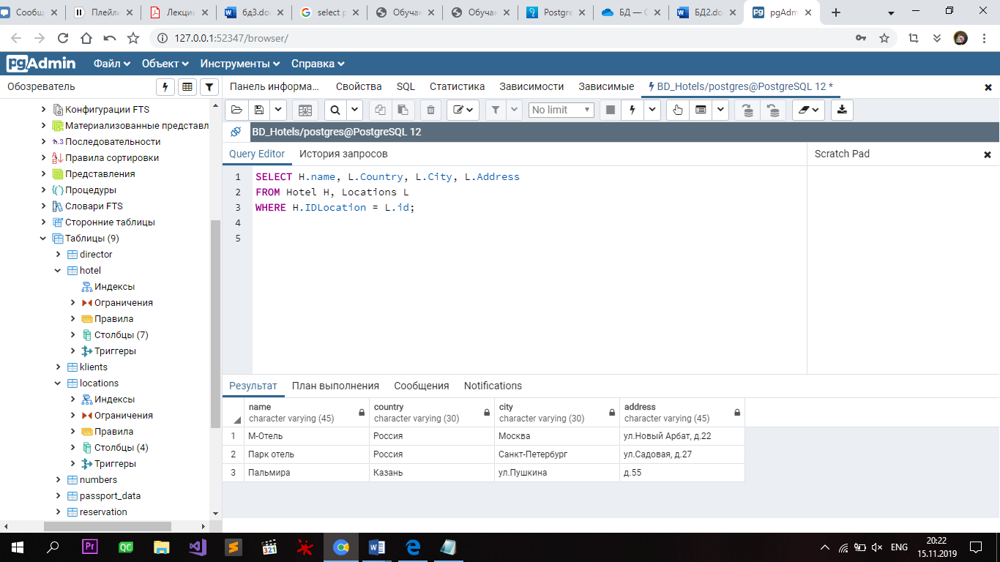 Сообщ
Плейли
Лекци
бд3.do
select p
Обучан
Обучан
Postgre
БД — C
БД2.do
pgAdm
127.0.0.1:52347/browser/
pgAdmin
Файл
Объект
Инструменты
Справка
Обозреватель
Панель информа...
Свойства
SQL
Статистика
Зависимости
Зависимые
BD_Hotels/postgres@PostgreSQL 12 *
No limit
BD_Hotels/postgres@PostgreSQL 12
Query Editor
История запросов
Scratch Pad
Конфигурации FTS
Материализованные представл
Последовательности
Правила сортировки
Представления
Процедуры
Словари FTS
Сторонние таблицы
Таблицы (9)
director
hotel
Индексы
Ограничения
Правила
Столбцы (7)
Триггеры
klients
locations
Индексы
Ограничения
Правила
Столбцы (4)
Триггеры
numbers
passport_data
reservation
1 SELECT H.name, L.Country, L.City, L.Address
2 FROM Hotel H, Locations L
3 WHERE H.IDLocation = L.id;
4
5
Результат
План выполнения
Сообщения
Notifications
name country city address
character varying (45) character varying (30) character varying (30) character varying (45)
1 М-Отель Россия Москва ул.Новый Арбат, д.22
2 Парк отель Россия Санкт-Петербург ул.Садовая, д.27
3 Пальмира Казань ул.Пушкина д.55
Pr
QC
321
W
ENG
20:22
15.11.2019